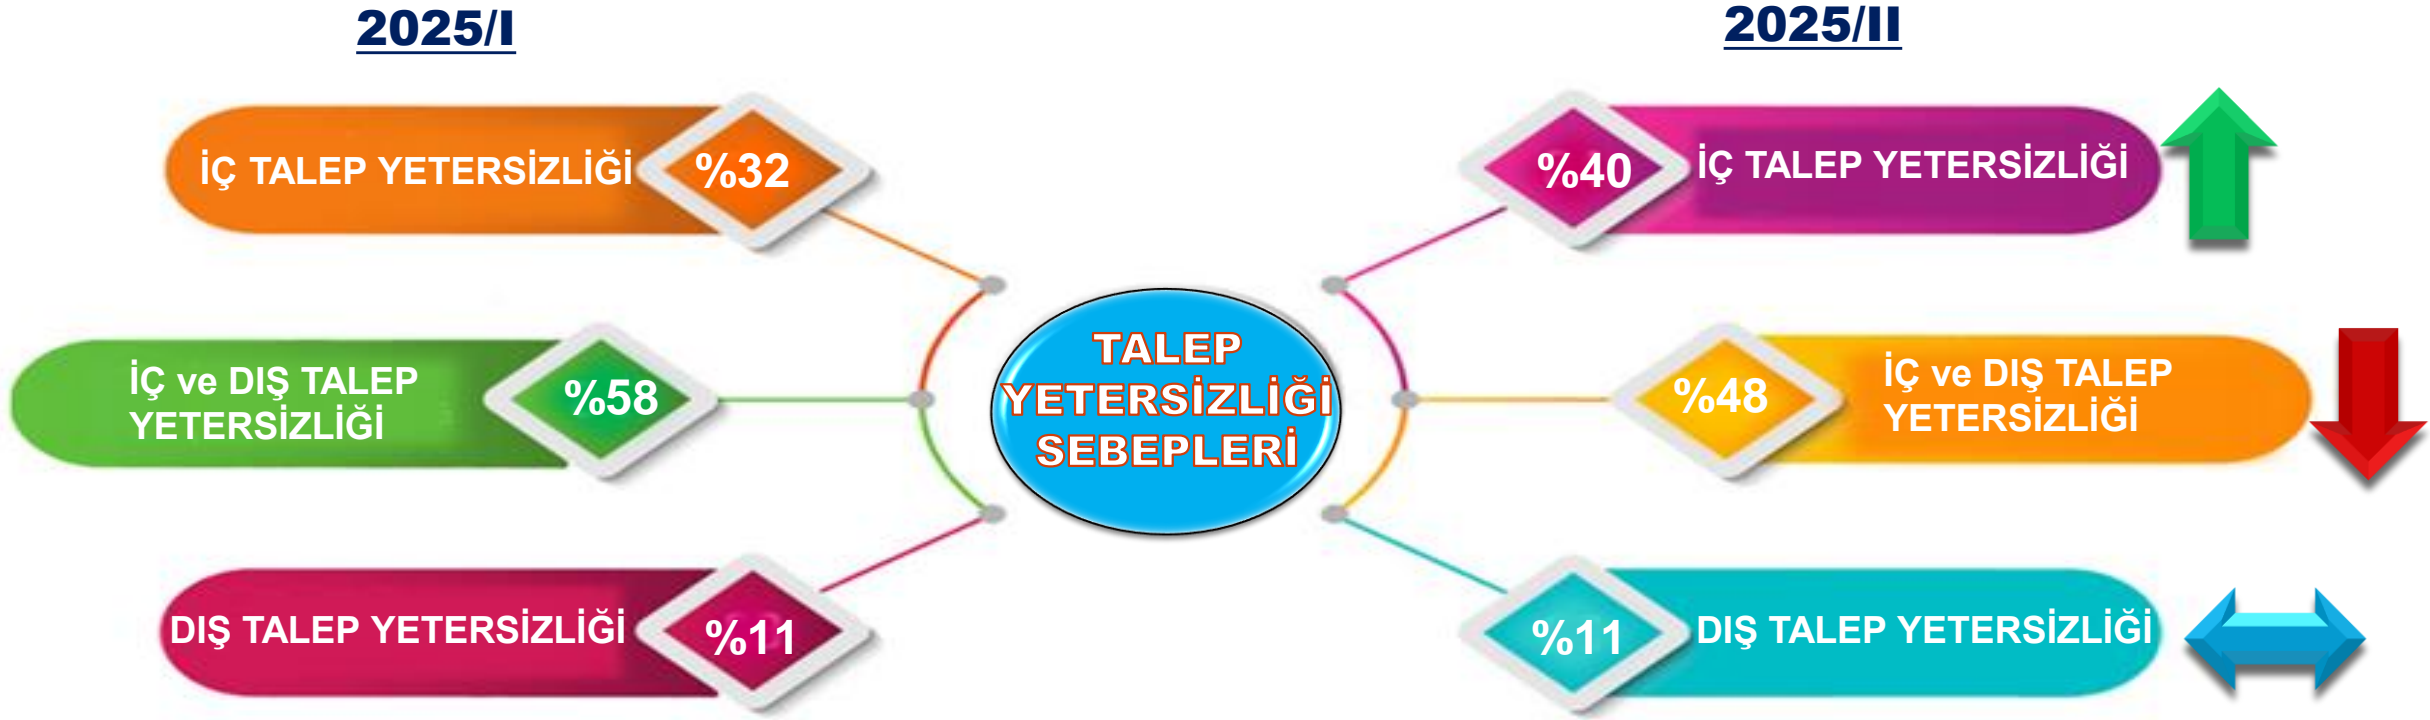 2025/I
2025/II
İÇ TALEP YETERSİZLİĞİ
%32
İÇ ve DIŞ TALEP
YETERSİZLİĞİ
%58
DIŞ TALEP YETERSİZLİĞİ
%11
TALEP
YETERSİZLİĞİ
SEBEPLERİ
%40
İÇ TALEP YETERSİZLİĞİ
%48
İÇ ve DIŞ TALEP
YETERSİZLİĞİ
%11
DIŞ TALEP YETERSİZLİĞİ